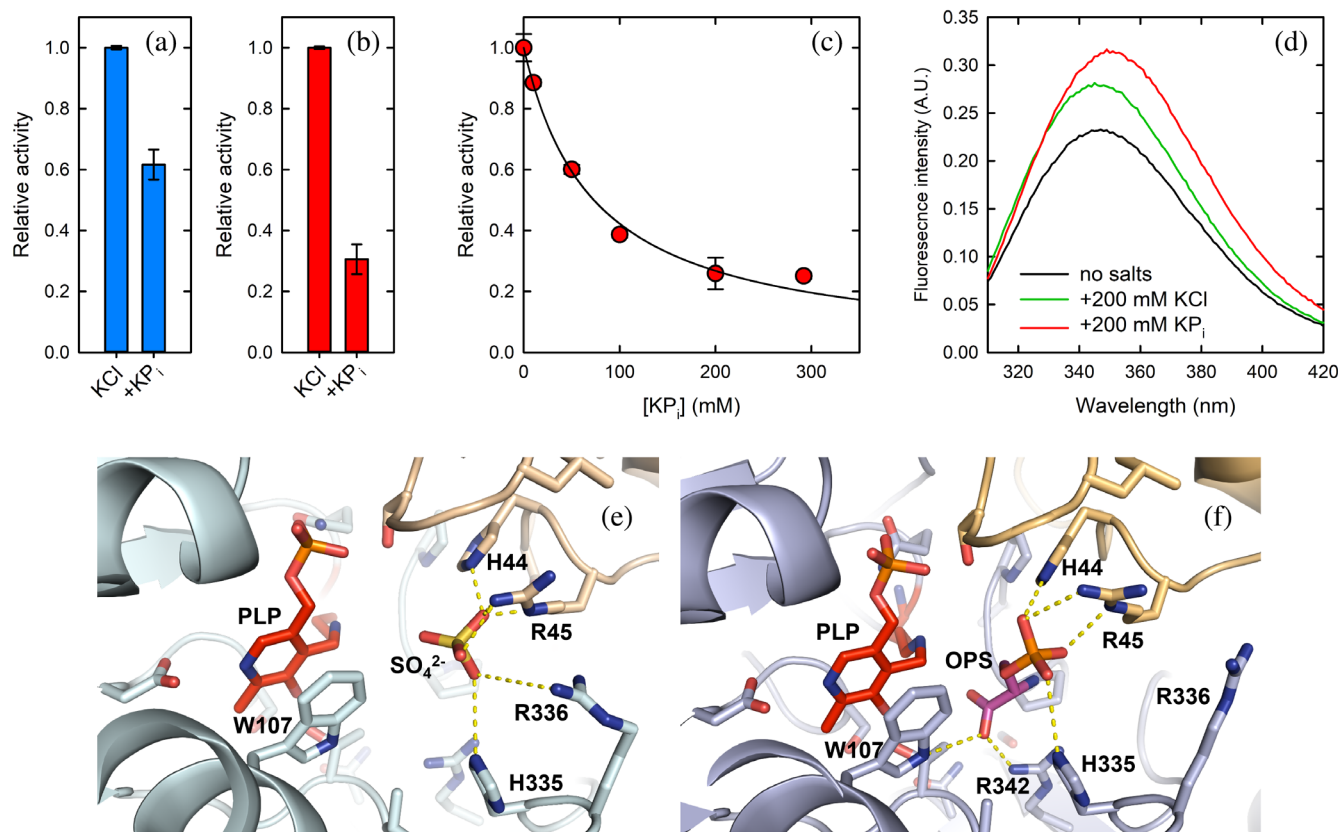 (a)
Relative activity
1.0
0.8
0.6
0.4
0.2
0.0
KCl
+KPᵢ
(b)
Relative activity
1.0
0.8
0.6
0.4
0.2
0.0
KCl
+KPᵢ
(c)
Relative activity
1.0
0.8
0.6
0.4
0.2
0.0
0
100
200
300
[KPᵢ] (mM)
(d)
Fluoresence intensity (A.U.)
0.35
0.30
0.25
0.20
0.15
0.10
0.05
0.00
no salts
+200 mM KCl
+200 mM KPᵢ
320
340
360
380
400
420
Wavelength (nm)
(e)
H44
PLP
R45
SO₄²⁻
R336
W107
H335
(f)
H44
PLP
R45
OPS
R336
W107
H335
R342